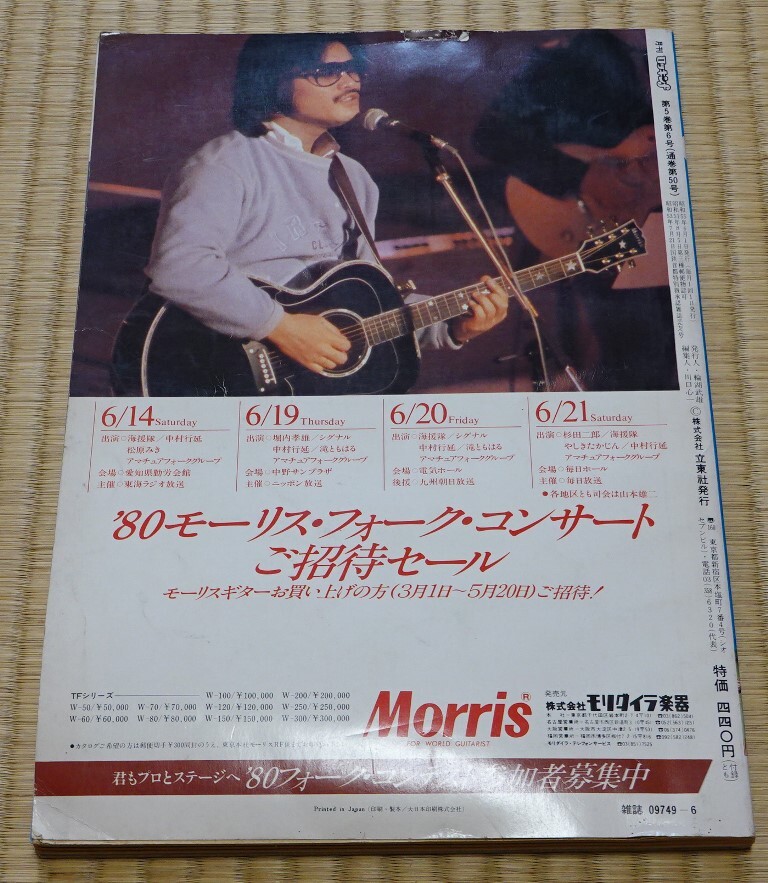 6/14 Saturday
出演○海援隊／中村行延
松原みき
アマチュアフォークグループ
会場○愛知県勤労会館
主催○東海ラジオ放送
6/19 Thursday
出演○堀内孝雄／シグナル
中村行延／滝ともはる
アマチュアフォークグループ
会場○中野サンプラザ
主催○ニッポン放送
6/20 Friday
出演○海援隊／シグナル
中村行延／滝ともはる
アマチュアフォークグループ
会場○電気ホール
後援○九州朝日放送
6/21 Saturday
出演○杉田二郎／海援隊
やしきたかじん／中村行延
アマチュアフォークグループ
会場○毎日ホール
主催○毎日放送
●各地区とも司会は山本雄二
'80モーリス・フォーク・コンサート
ご招待セール
モーリスギターお買い上げの方(3月1日～5月20日)ご招待！
TFシリーズ
W-50/￥50,000 W-70/￥70,000
W-60/￥60,000 W-80/￥80,000
W-100/￥100,000 W-200/￥200,000
W-120/￥120,000 W-250/￥250,000
W-150/￥150,000 W-300/￥300,000
Morris®
FOR WORLD GUITARIST
発売元
株式会社モリダイラ楽器
君もプロとステージへ'80フォーク・コン 加者募集中
Printed in Japan（印刷・製本／大日本印刷株式会社）
雑誌 09749-6
月刊
第5巻第6号(通巻第50号)
©株式会社 立東社発行
特価 四四〇円